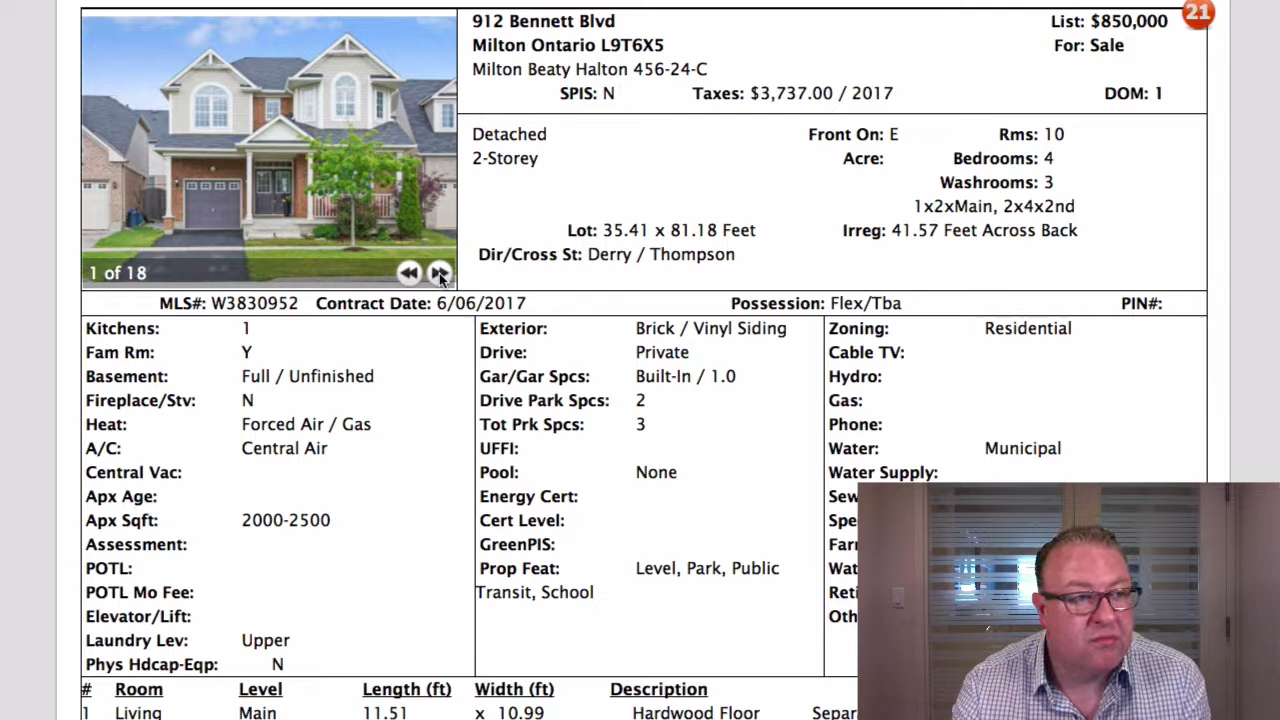 912 Bennett Blvd List: $850,000 21
Milton Ontario L9T6X5 For: Sale
Milton Beaty Halton 456-24-C
SPIS: N Taxes: $3,737.00 / 2017 DOM: 1
Detached Front On: E Rms: 10
2-Storey Acre: Bedrooms: 4
Washrooms: 3
1x2xMain, 2x4x2nd
Lot: 35.41 x 81.18 Feet Irreg: 41.57 Feet Across Back
Dir/Cross St: Derry / Thompson
1 of 18
MLS#: W3830952 Contract Date: 6/06/2017 Possession: Flex/Tba PIN#:
Kitchens: 1 Exterior: Brick / Vinyl Siding Zoning: Residential
Fam Rm: Y Drive: Private Cable TV:
Basement: Full / Unfinished Gar/Gar Spcs: Built-In / 1.0 Hydro:
Fireplace/Stv: N Drive Park Spcs: 2 Gas:
Heat: Forced Air / Gas Tot Prk Spcs: 3 Phone:
A/C: Central Air UFFI: Water: Municipal
Central Vac: Pool: None Water Supply:
Apx Age: Energy Cert: Sew
Apx Sqft: 2000-2500 Cert Level: Spe
Assessment: GreenPIS: Farr
POTL: Prop Feat: Level, Park, Public Wat
POTL Mo Fee: Transit, School Reti
Elevator/Lift: Oth
Laundry Lev: Upper
Phys Hdcap-Eqp: N
# Room Level Length (ft) Width (ft) Description
1 Living Main 11.51 x 10.99 Hardwood Floor Separ